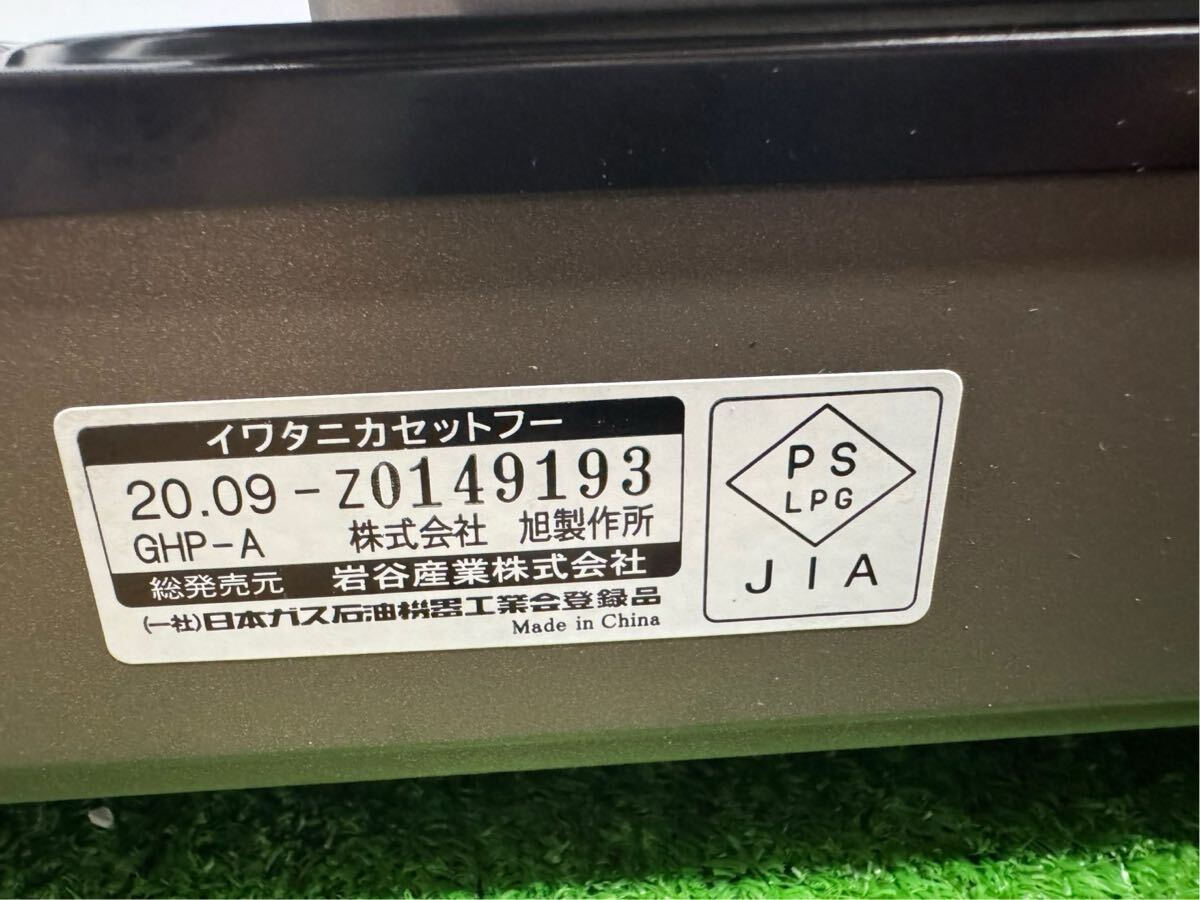 イワタニカセットフー
20.09-Z0149193
GHP-A 株式会社 旭製作所
総発売元 岩谷産業株式会社
(一社)日本ガス石油機器工業会登録品
Made in China
PS
LPG
JIA